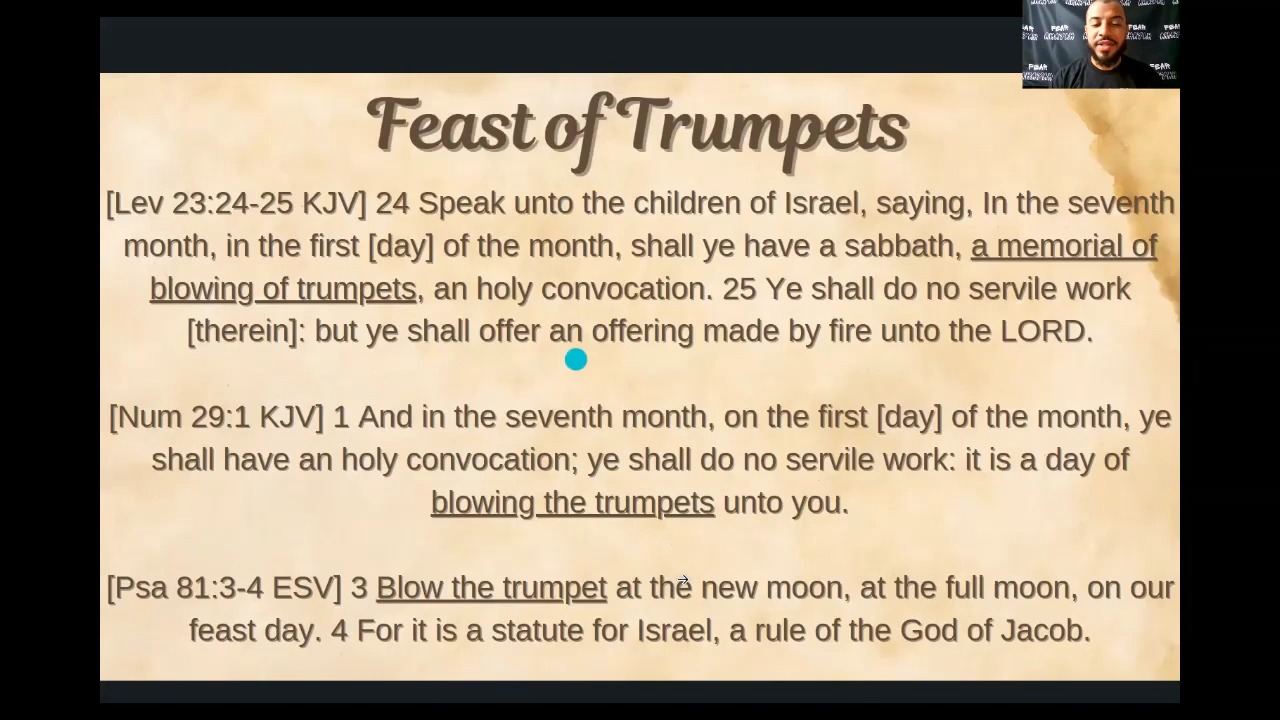 Feast of Trumpets
[Lev 23:24-25 KJV] 24 Speak unto the children of Israel, saying, In the seventh
month, in the first [day] of the month, shall ye have a sabbath, a memorial of
blowing of trumpets, an holy convocation. 25 Ye shall do no servile work
[therein]: but ye shall offer an offering made by fire unto the LORD.
[Num 29:1 KJV] 1 And in the seventh month, on the first [day] of the month, ye
shall have an holy convocation; ye shall do no servile work: it is a day of
blowing the trumpets unto you.
[Psa 81:3-4 ESV] 3 Blow the trumpet at the new moon, at the full moon, on our
feast day. 4 For it is a statute for Israel, a rule of the God of Jacob.